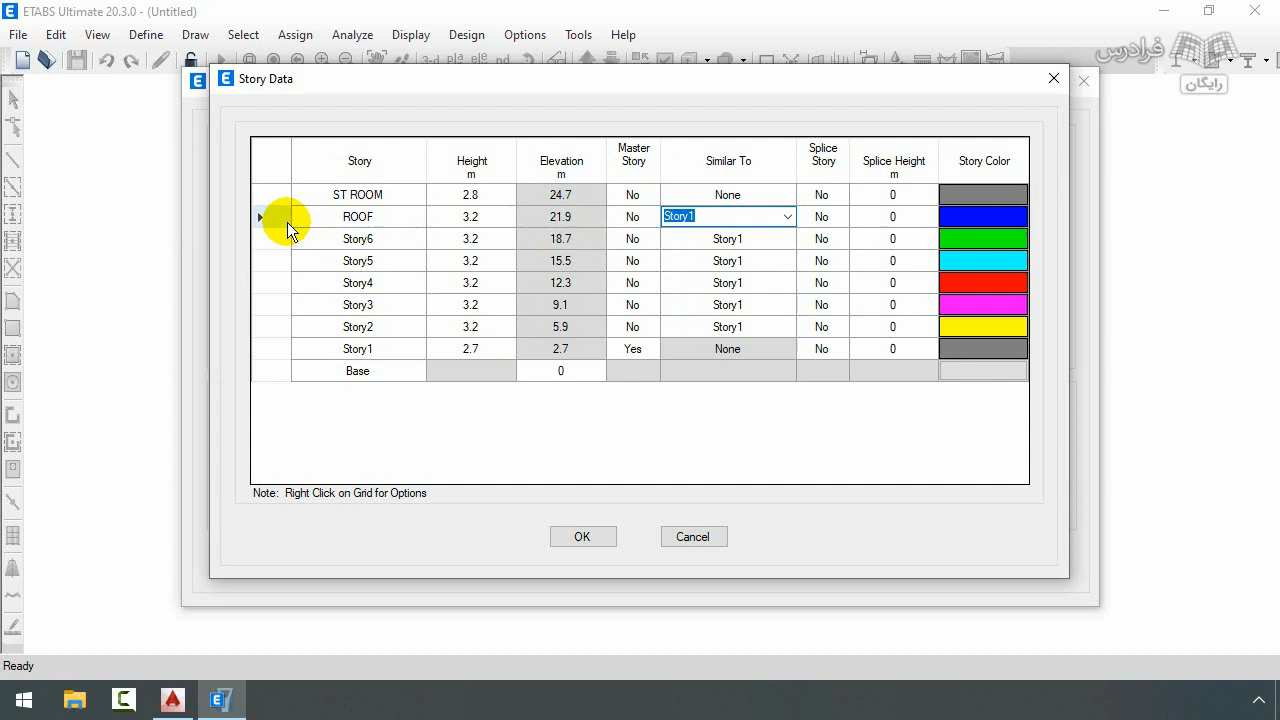 ETABS Ultimate 20.3.0 - (Untitled)
File Edit View Define Draw Select Assign Analyze Display Design Options Tools Help
فرادرس
رایگان
Story Data
Story Height m Elevation m Master Story Similar To Splice Story Splice Height m Story Color
ST ROOM 2.8 24.7 No None No 0
ROOF 3.2 21.9 No Story1 No 0
Story6 3.2 18.7 No Story1 No 0
Story5 3.2 15.5 No Story1 No 0
Story4 3.2 12.3 No Story1 No 0
Story3 3.2 9.1 No Story1 No 0
Story2 3.2 5.9 No Story1 No 0
Story1 2.7 2.7 Yes None No 0
Base 0
Note: Right Click on Grid for Options
OK Cancel
Ready